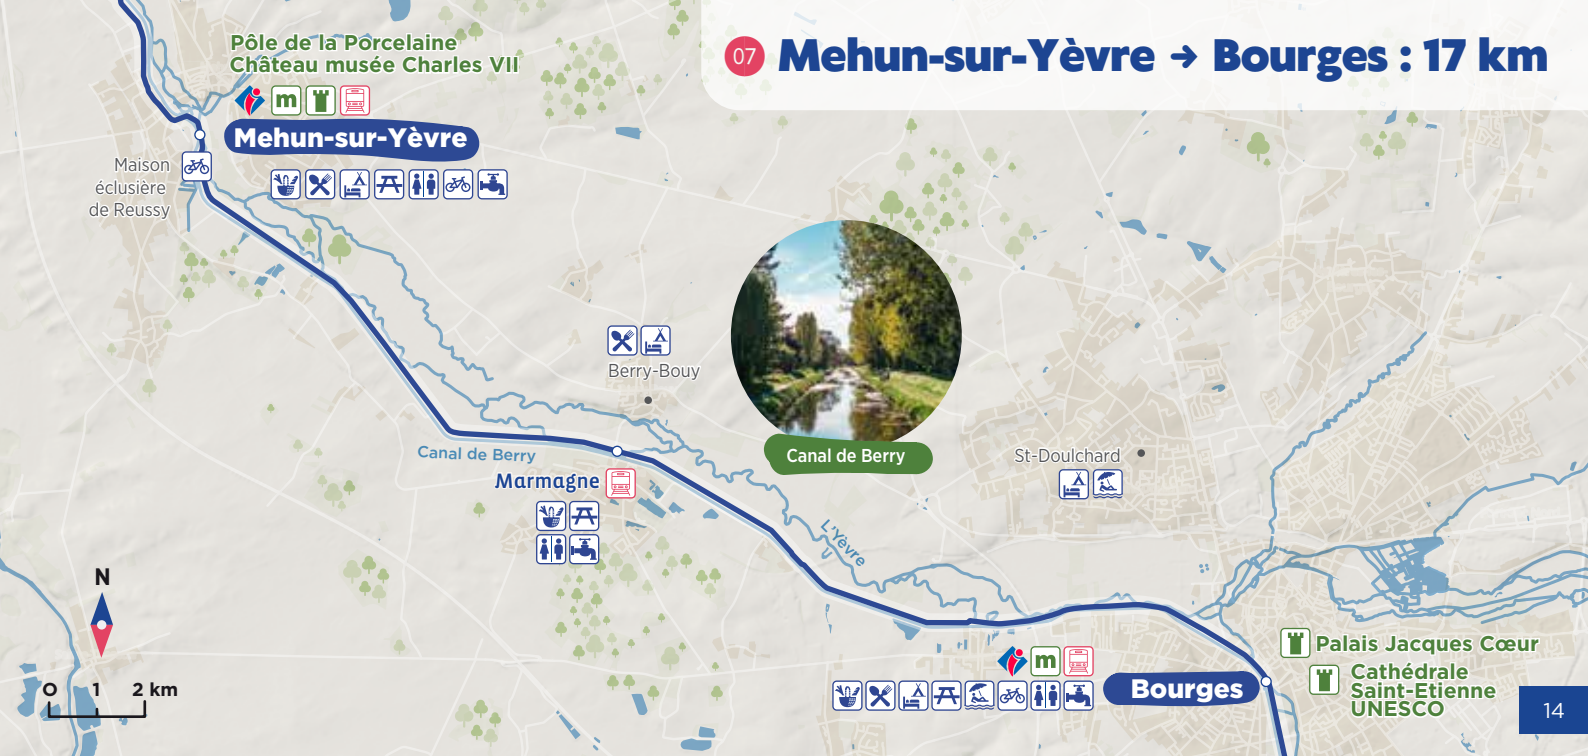 07 Mehun-sur-Yèvre → Bourges : 17 km
Pôle de la Porcelaine
Château musée Charles VII
m
Mehun-sur-Yèvre
Maison
éclusière
de Reussy
Berry-Bouy
Canal de Berry
Canal de Berry
Marmagne
St-Doulchard
L'Yèvre
N
0 1 2 km
m
Bourges
Palais Jacques Cœur
Cathédrale
Saint-Etienne
UNESCO
14